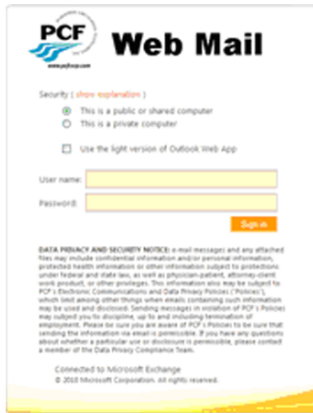 PCF
www.pcfcorp.com
Web Mail
Security ( show explanation )
This is a public or shared computer
This is a private computer
Use the light version of Outlook Web App
User name:
Password:
Sign in
DATA PRIVACY AND SECURITY NOTICE: e-mail messages and any attached
files may include confidential information and/or personal information,
protected health information or other information subject to protections
under federal and state law, as well as physician-patient, attorney-client
work product, or other privileges. This information also may be subject to
PCF's Electronic Communications and Data Privacy Policies ('Policies'),
which limit among other things when emails containing such information
may be used and disclosed. Sending messages in violation of PCF's Policies
may subject you to discipline, up to and including termination of
employment. Please be sure you are aware of PCF's Policies to be sure that
sending the information via email is permissible. If you have any questions
about whether a particular use or disclosure is permissible, please contact
a member of the Data Privacy Compliance Team.
Connected to Microsoft Exchange
© 2010 Microsoft Corporation. All rights reserved.